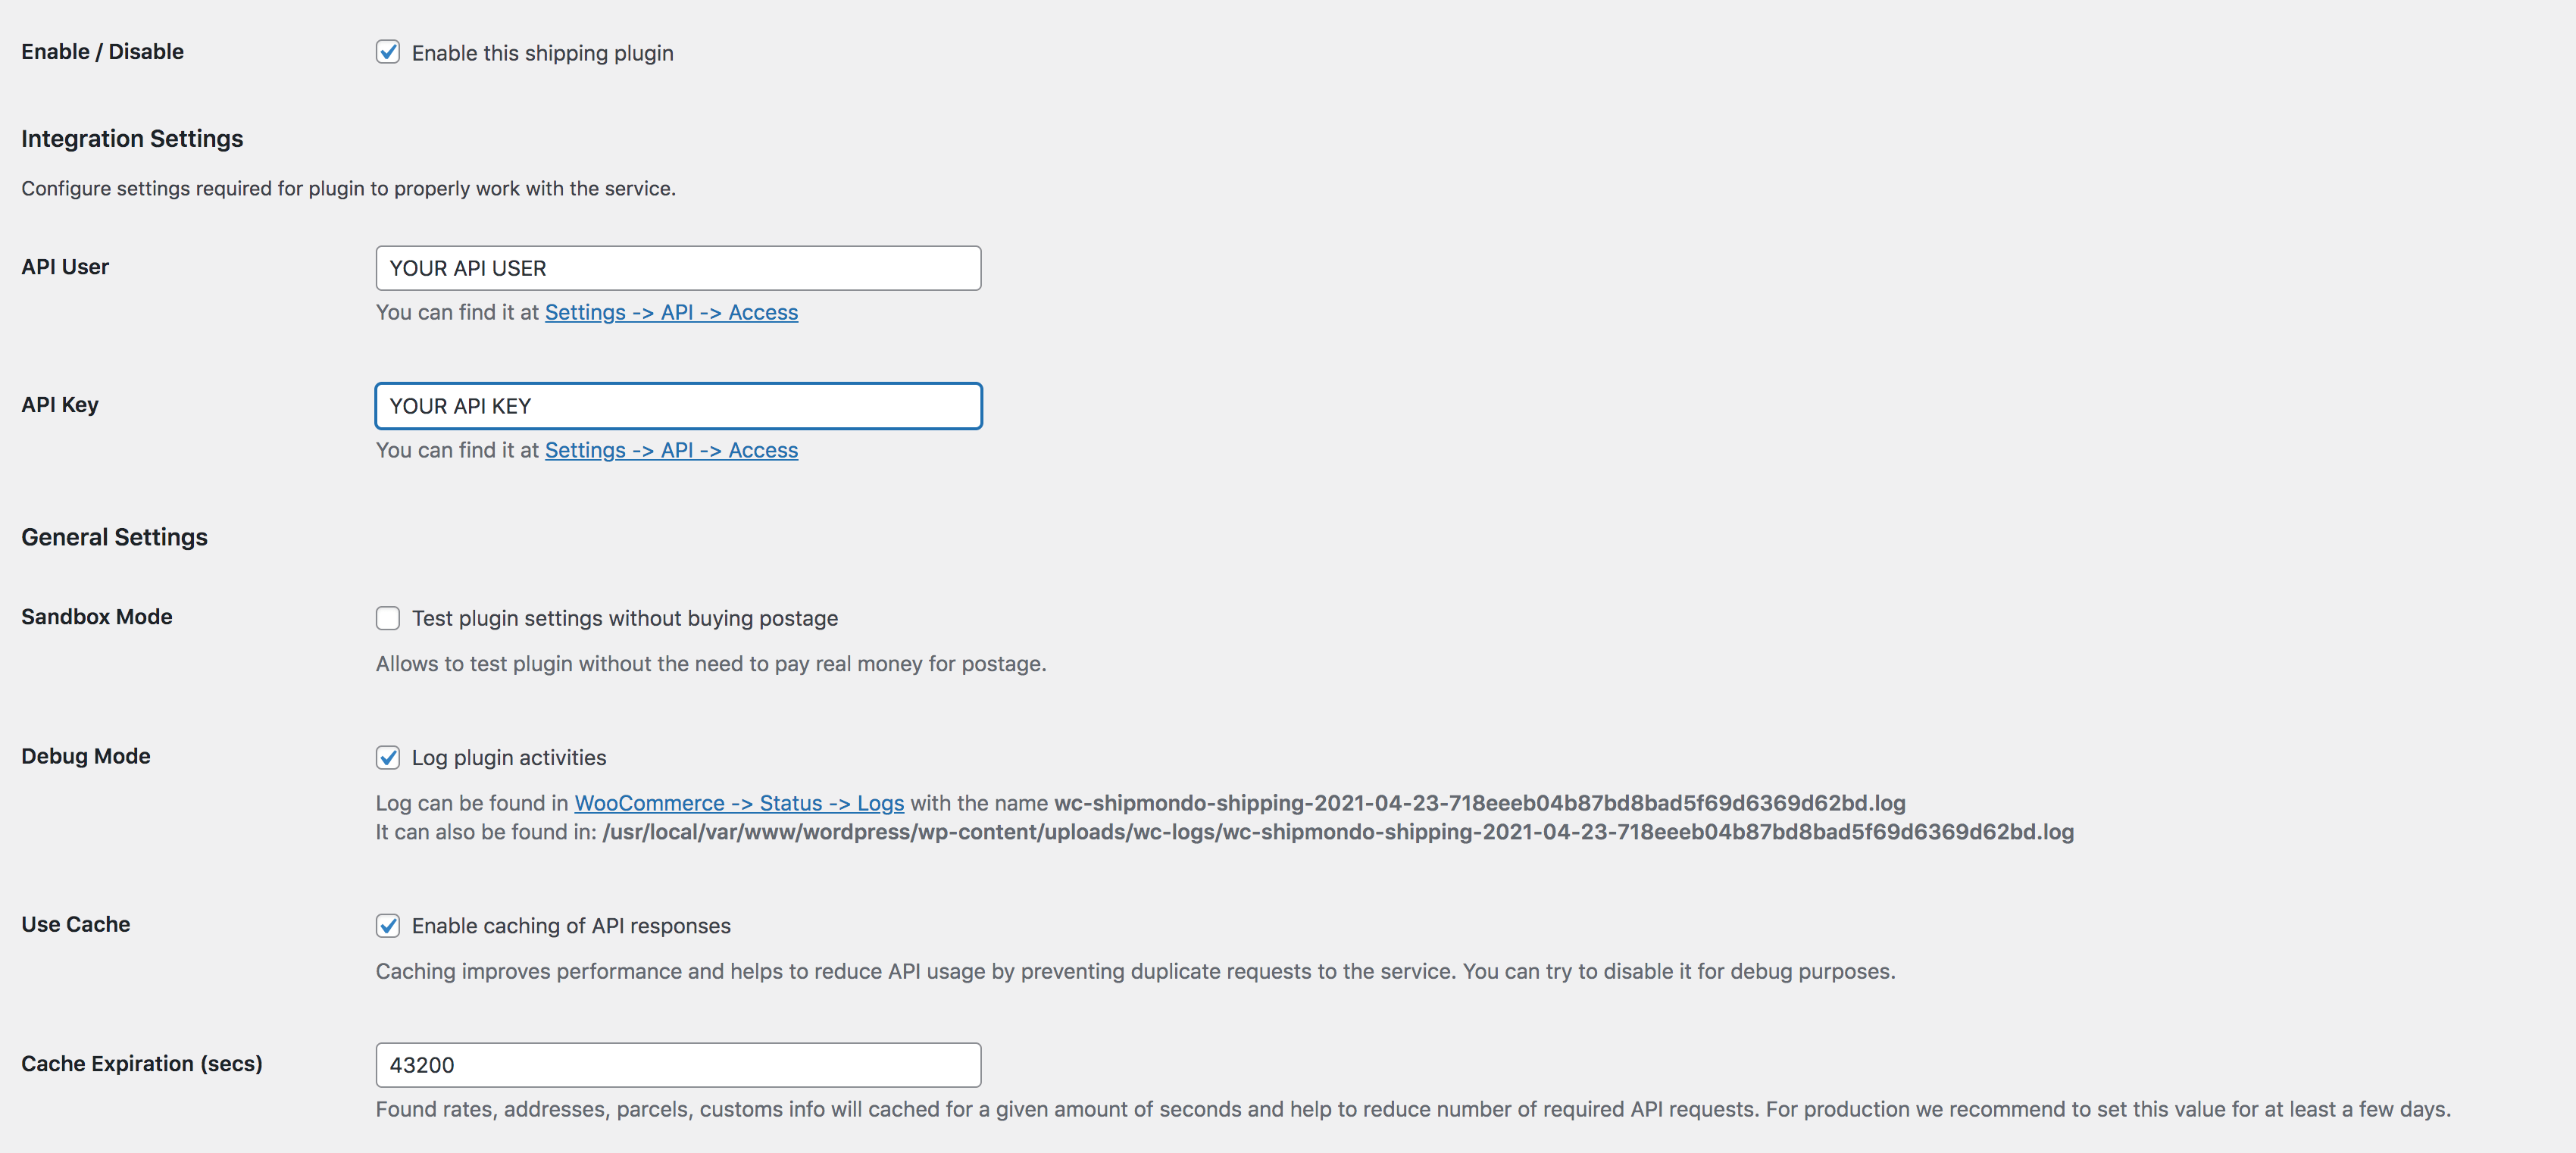 Enable / Disable
Enable this shipping plugin
Integration Settings
Configure settings required for plugin to properly work with the service.
API User
YOUR API USER
You can find it at Settings -> API -> Access
API Key
YOUR API KEY
You can find it at Settings -> API -> Access
General Settings
Sandbox Mode
Test plugin settings without buying postage
Allows to test plugin without the need to pay real money for postage.
Debug Mode
Log plugin activities
Log can be found in WooCommerce -> Status -> Logs with the name wc-shipmondo-shipping-2021-04-23-718eeeb04b87bd8bad5f69d6369d62bd.log
It can also be found in: /usr/local/var/www/wordpress/wp-content/uploads/wc-logs/wc-shipmondo-shipping-2021-04-23-718eeeb04b87bd8bad5f69d6369d62bd.log
Use Cache
Enable caching of API responses
Caching improves performance and helps to reduce API usage by preventing duplicate requests to the service. You can try to disable it for debug purposes.
Cache Expiration (secs)
43200
Found rates, addresses, parcels, customs info will cached for a given amount of seconds and help to reduce number of required API requests. For production we recommend to set this value for at least a few days.